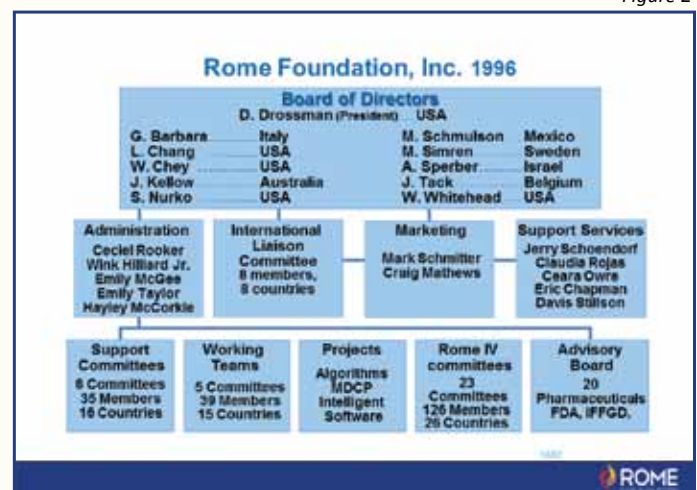 Figure 2
Rome Foundation, Inc. 1996
Board of Directors
D. Drossman (President) USA
G. Barbara Italy
L. Chang USA
W. Chey USA
J. Kellow Australia
S. Nurko USA
M. Schmulson Mexico
M. Simren Sweden
A. Sperber Israel
J. Tack Belgium
W. Whitehead USA
Administration
Ceciel Rooker
Wink Hilliard Jr.
Emily McGee
Emily Taylor
Hayley McCorkle
International
Liaison
Committee
8 members,
8 countries
Marketing
Mark Schmitter
Craig Mathews
Support Services
Jerry Schoendorf
Claudia Rojas
Ceara Owre
Eric Chapman
Davis Stillson
Support
Committees
6 Committees
35 Members
16 Countries
Working
Teams
5 Committees
39 Members
15 Countries
Projects
Algorithms
MDCP
Intelligent
Software
Rome IV
committees
23
Committees
126 Members
26 Countries
Advisory
Board
20
Pharmaceuticals
FDA, IFFGD,
ROME